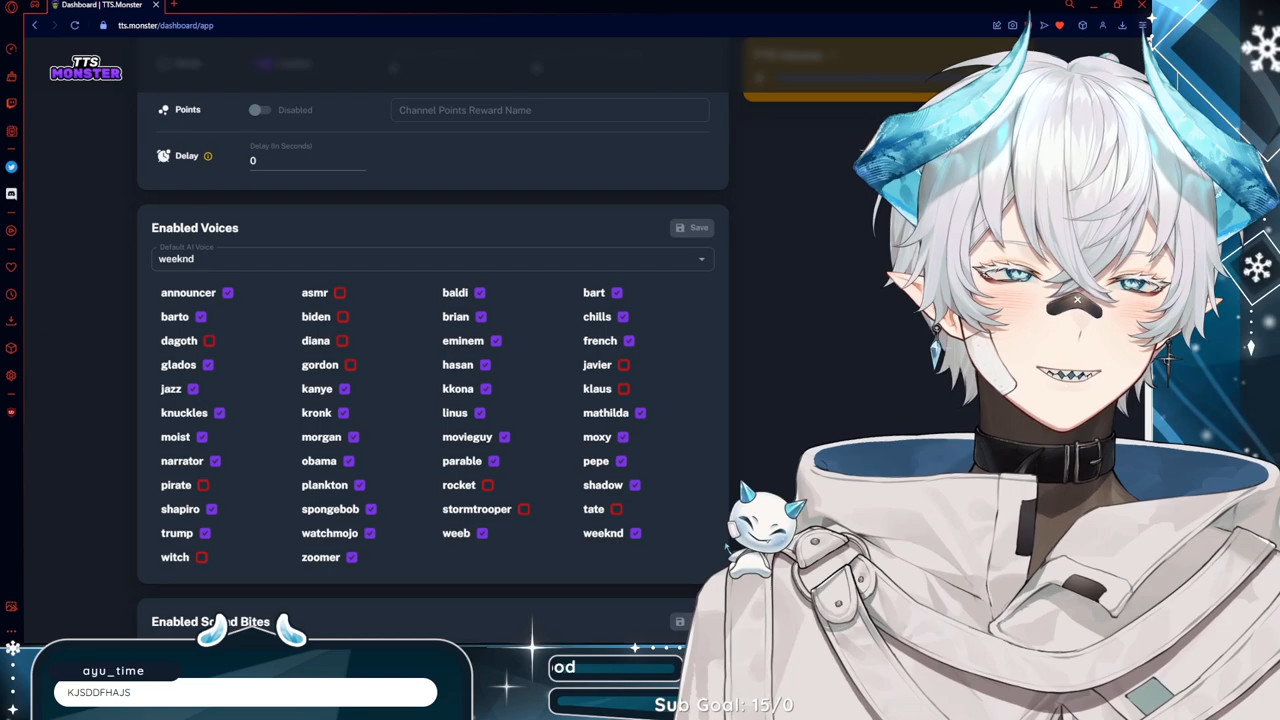 Dashboard | TTS.Monster
tts.monster/dashboard/app
TTS
MONSTER
Points
Disabled
Channel Points Reward Name
Delay
Delay (In Seconds)
0
Enabled Voices
Save
Default AI Voice
weeknd
announcer asmr baldi bart
barto biden brian chills
dagoth diana eminem french
glados gordon hasan javier
jazz kanye kkona klaus
knuckles kronk linus mathilda
moist morgan movieguy moxy
narrator obama parable pepe
pirate plankton rocket shadow
shapiro spongebob stormtrooper tate
trump watchmojo weeb weeknd
witch zoomer
Enabled Sound Bites
ayu_time
KJSDDFHAJS
od
Sub Goal: 15/0